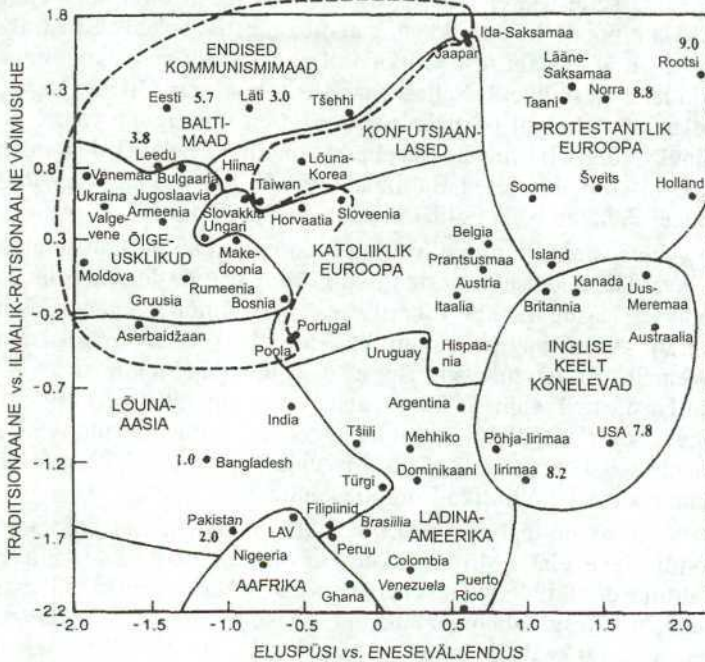 TRADITSIONAALNE vs. ILMALIK-RATSIONAALNE VÕIMUSUHE
1.8
1.3
0.8
0.3
-0.2
-0.7
-1.2
-1.7
-2.2
ENDISED
KOMMUNISMIMAAD
Ida-Saksamaa
Jaapan
9.0
Rootsi
Lääne-
Saksamaa
Norra 8.8
Taani
Eesti 5.7
Läti 3.0
Tšehhi
KONFUTSIAAN-
LASED
PROTESTANTLIK
EUROOPA
3.8
BALTI-
MAAD
Leedu
Venemaa
Bulgaaria
Hiina
Lõuna-
Korea
Šveits
Ukraina
Jugoslaavia
Taiwan
Soome
Holland
Valge-
vene
Armeenia
Slovakkia
Horvaatia
Sloveenia
Ungari
ÕIGE-
USKLIKUD
Make-
doonia
KATOLIIKLIK
EUROOPA
Belgia
Prantsusmaa
Island
Moldova
Austria
Kanada
Uus-
Meremaa
Rumeenia
Itaalia
Britannia
Gruusia
Bosnia
Aserbaidžaan
Portugal
Austraalia
Poola
Uruguay
Hispaa-
nia
INGLISE
KEELT
KÕNELEVAD
LÕUNA-
AASIA
India
Argentina
Tšiili
Mehhiko
Põhja-Iirimaa
USA 7.8
1.0
Bangladesh
Türgi
Dominikaani
Iirimaa 8.2
Pakistan
2.0
LAV
Filipiinid
Brasiilia
LADINA-
AMEERIKA
Nigeeria
Peruu
AAFRIKA
Colombia
Ghana
Venezuela
Puerto
Rico
-2.0 -1.5 -1.0 -0.5 0.0 0.5 1.0 1.5 2.0
ELUSPÜSI vs. ENESEVÄLJENDUS